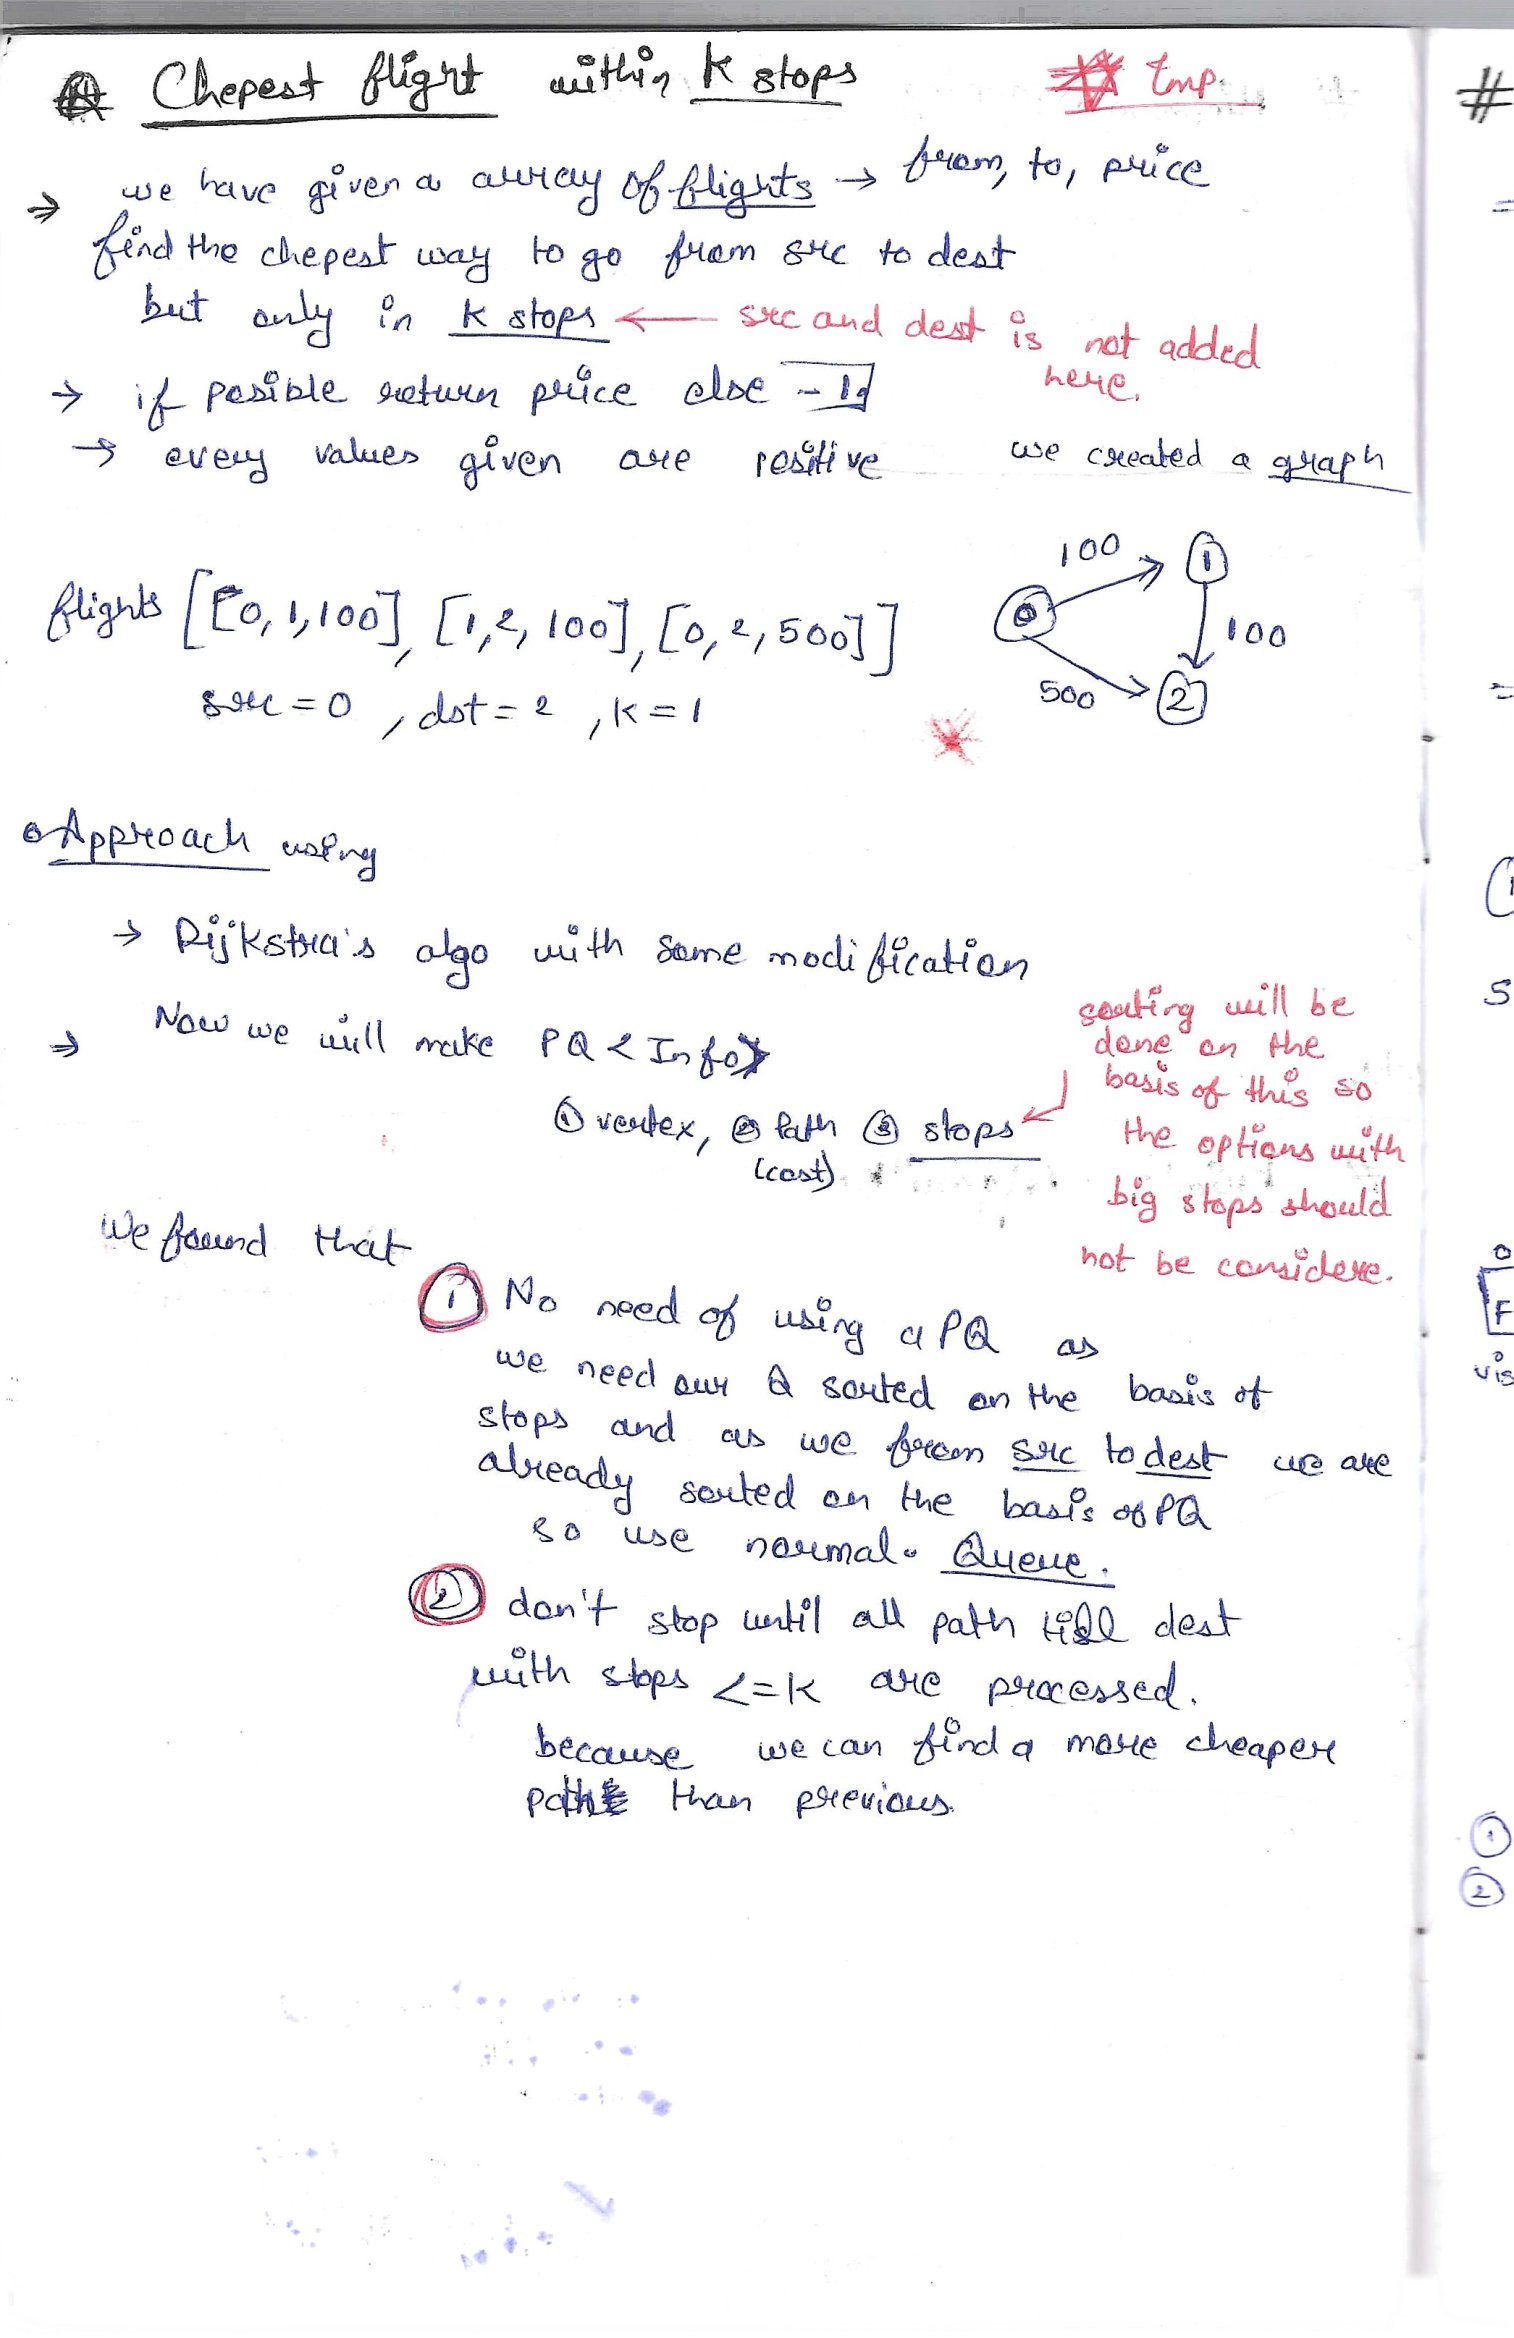 Chepest flight within K stops Imp.
⇒ we have given a array of flights → from, to, price
find the chepest way to go from src to dest
but only in K stops ← src and dest is not added
here.
→ if posible return price else -1.
→ every values given are positive
we created a graph
flights [[0,1,100], [1,2,100], [0,2,500]]
src = 0 , dst = 2 , K = 1
100
1
0
100
500
2
Approach using
→ Dijkstra's algo with some modification
⇒ Now we will make PQ < Info>
① vertex, ② Path ③ stops
(cost)
sorting will be
done on the
basis of this so
the options with
big stops should
not be considere.
We found that
① No need of using a PQ as
we need our Q sorted on the basis of
stops and as we from src to dest we are
already sorted on the basis of PQ
so use normal Queue.
② don't stop until all path till dest
with stops <=K are processed.
because we can find a more cheaper
path than previous.
#
=
=
S
0
F
vis
①
②